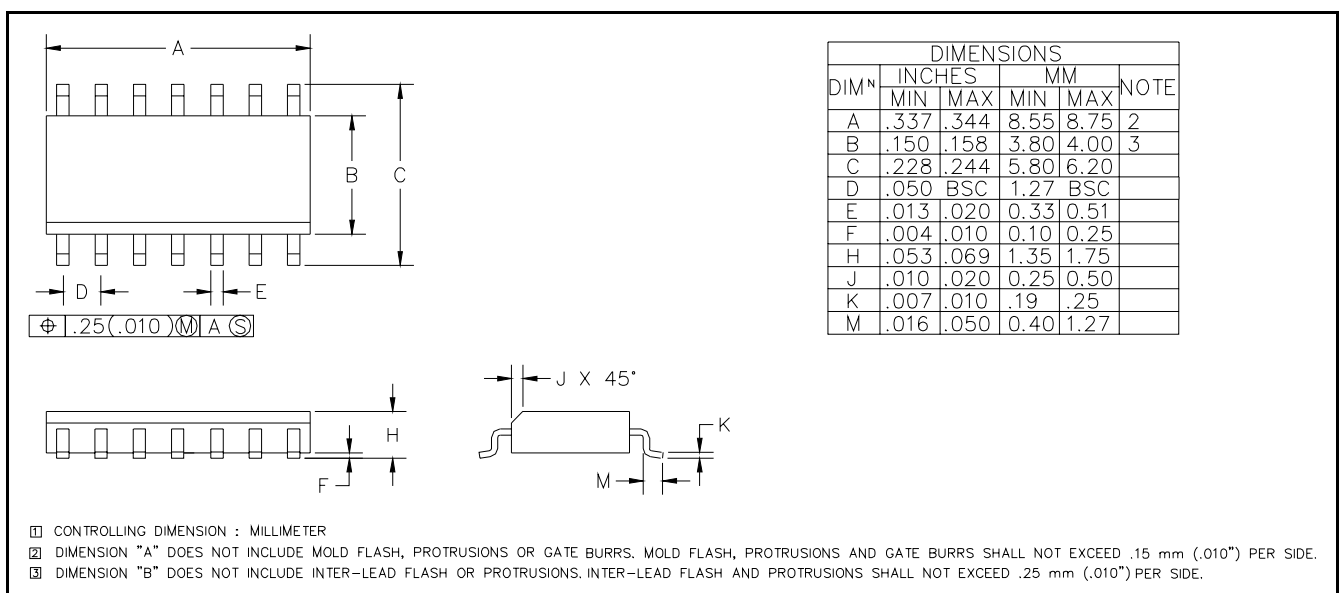 A
B
C
D
E
⌖ .25(.010 )Ⓜ A Ⓢ
DIMENSIONS
DIMᴺ INCHES MM NOTE
MIN MAX MIN MAX
A .337 .344 8.55 8.75 2
B .150 .158 3.80 4.00 3
C .228 .244 5.80 6.20
D .050 BSC 1.27 BSC
E .013 .020 0.33 0.51
F .004 .010 0.10 0.25
H .053 .069 1.35 1.75
J .010 .020 0.25 0.50
K .007 .010 .19 .25
M .016 .050 0.40 1.27
H
F
J X 45°
K
M
1 CONTROLLING DIMENSION : MILLIMETER
2 DIMENSION "A" DOES NOT INCLUDE MOLD FLASH, PROTRUSIONS OR GATE BURRS. MOLD FLASH, PROTRUSIONS AND GATE BURRS SHALL NOT EXCEED .15 mm (.010") PER SIDE.
3 DIMENSION "B" DOES NOT INCLUDE INTER-LEAD FLASH OR PROTRUSIONS. INTER-LEAD FLASH AND PROTRUSIONS SHALL NOT EXCEED .25 mm (.010") PER SIDE.